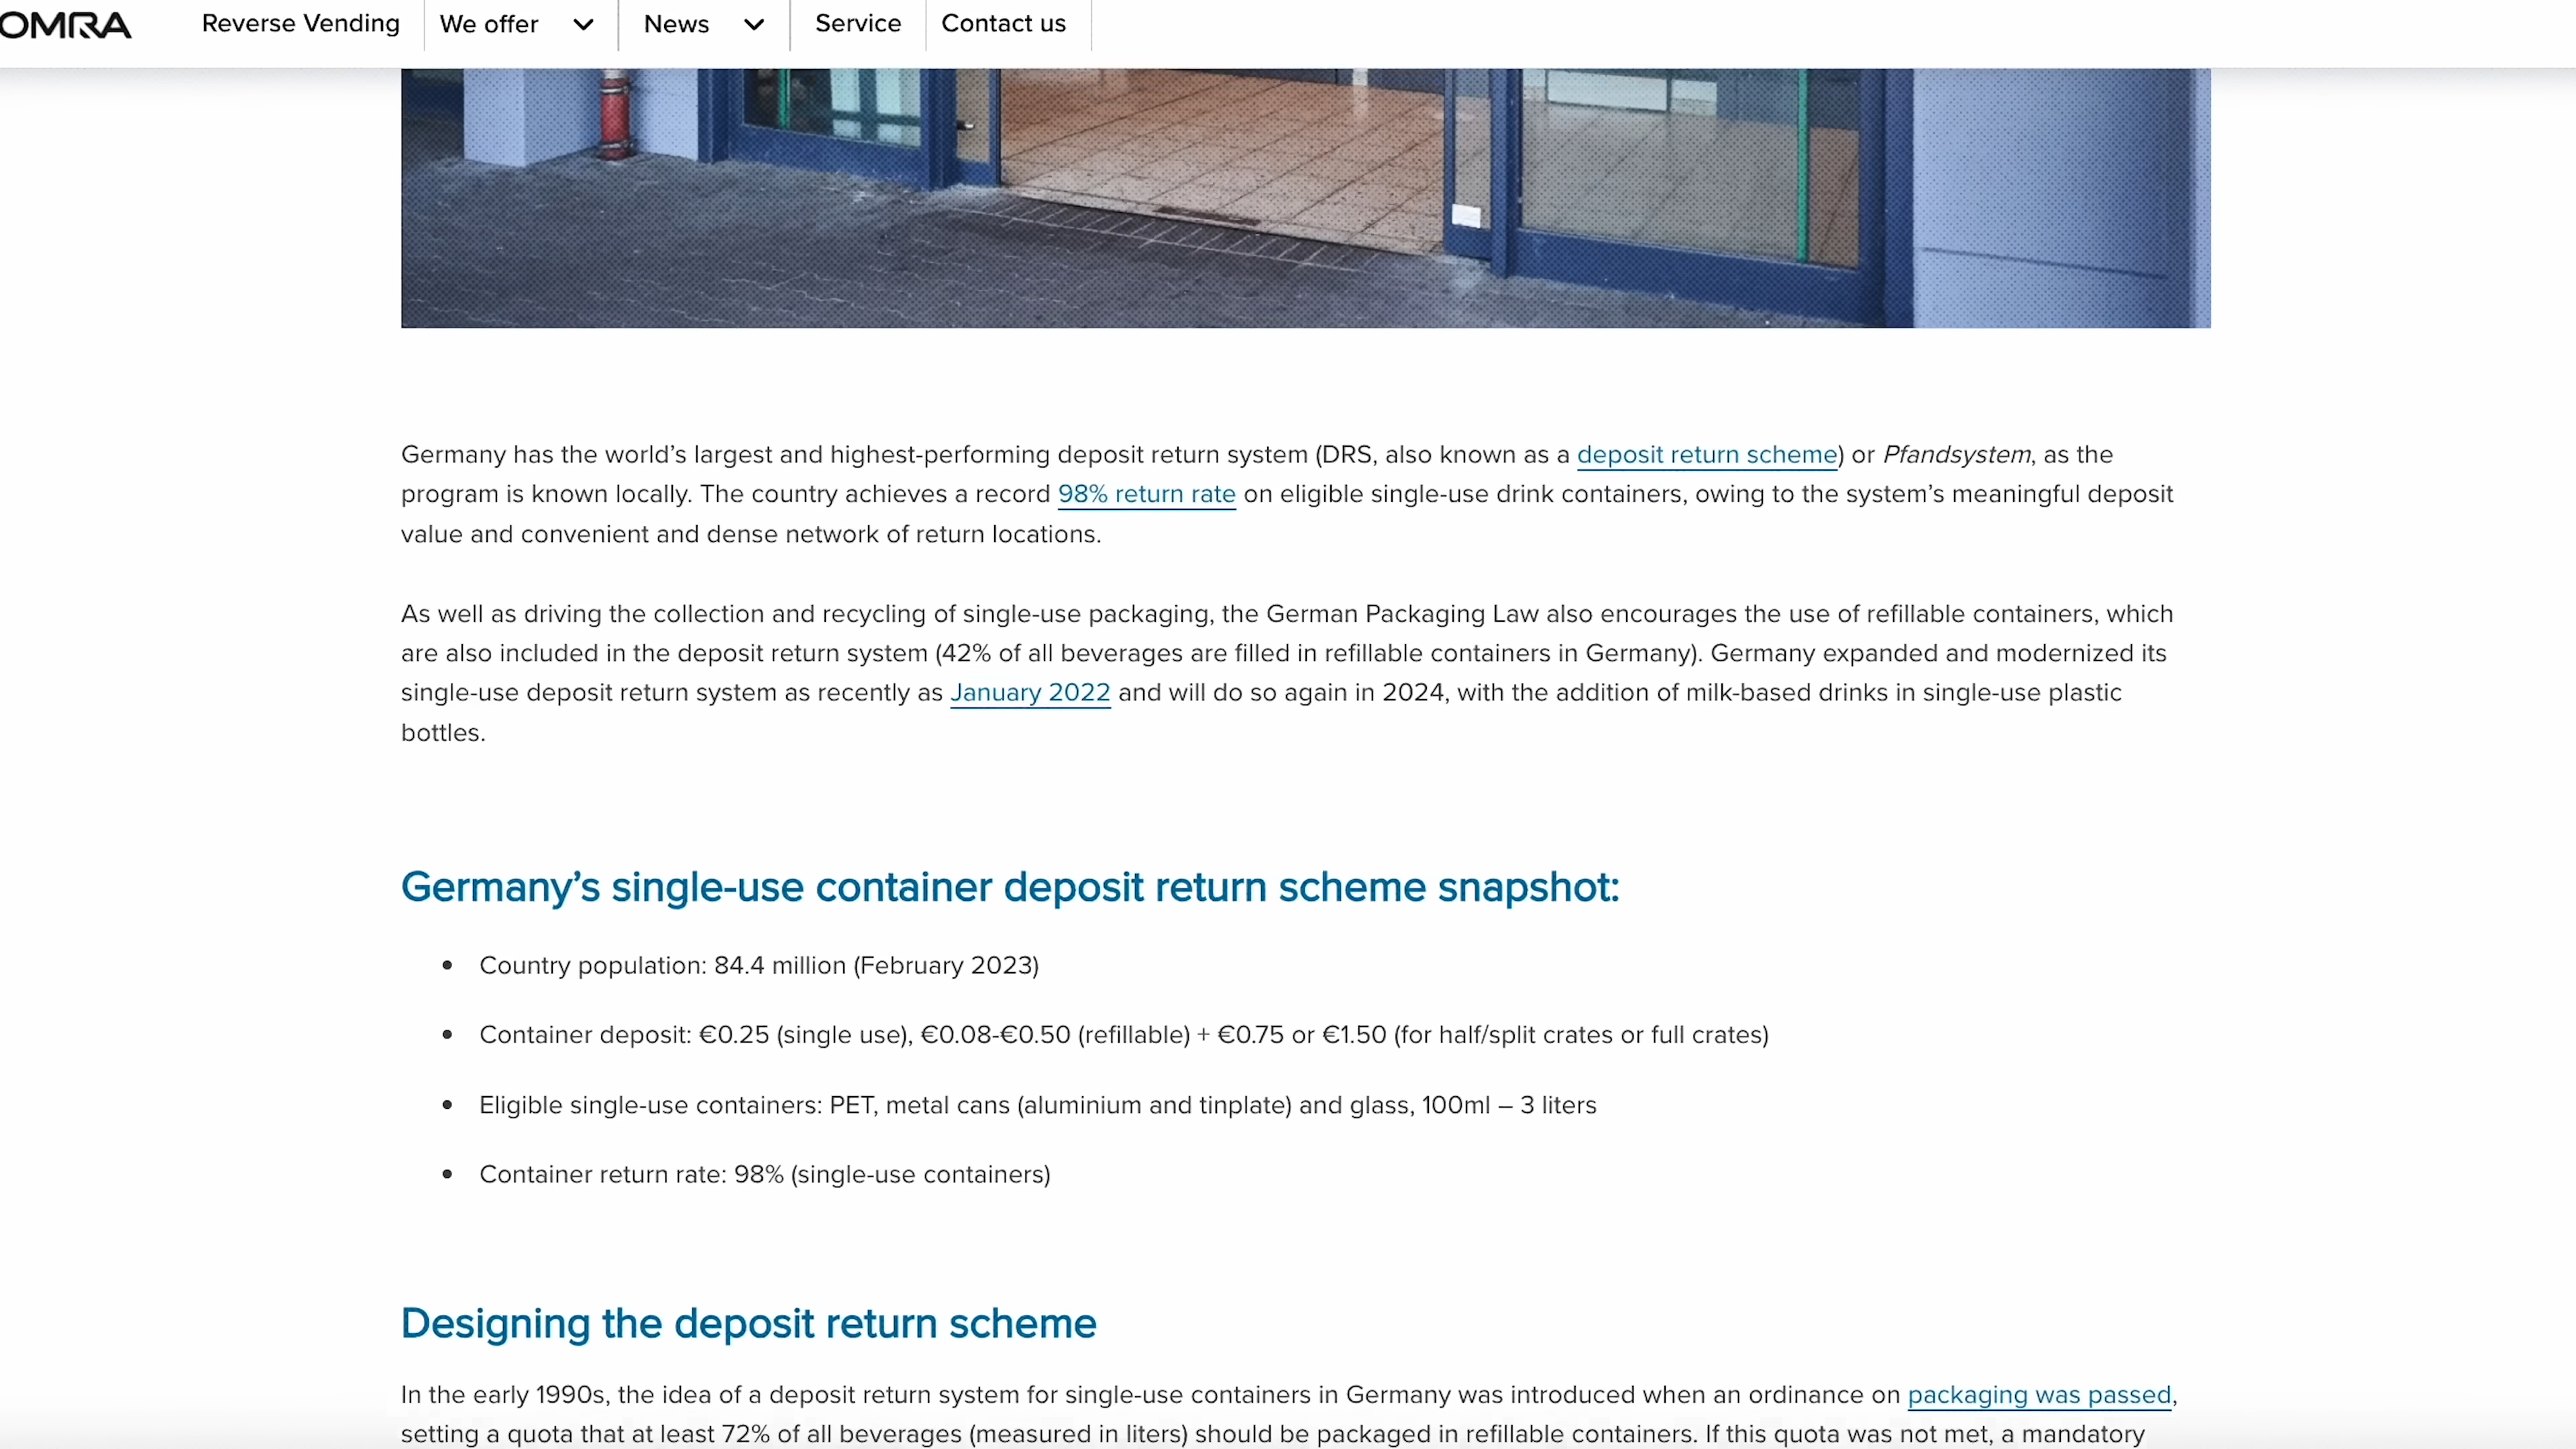 OMRA
Reverse Vending
We offer
News
Service
Contact us
Germany has the world’s largest and highest-performing deposit return system (DRS, also known as a deposit return scheme) or Pfandsystem, as the
program is known locally. The country achieves a record 98% return rate on eligible single-use drink containers, owing to the system’s meaningful deposit
value and convenient and dense network of return locations.
As well as driving the collection and recycling of single-use packaging, the German Packaging Law also encourages the use of refillable containers, which
are also included in the deposit return system (42% of all beverages are filled in refillable containers in Germany). Germany expanded and modernized its
single-use deposit return system as recently as January 2022 and will do so again in 2024, with the addition of milk-based drinks in single-use plastic
bottles.
Germany’s single-use container deposit return scheme snapshot:
• Country population: 84.4 million (February 2023)
• Container deposit: €0.25 (single use), €0.08-€0.50 (refillable) + €0.75 or €1.50 (for half/split crates or full crates)
• Eligible single-use containers: PET, metal cans (aluminium and tinplate) and glass, 100ml – 3 liters
• Container return rate: 98% (single-use containers)
Designing the deposit return scheme
In the early 1990s, the idea of a deposit return system for single-use containers in Germany was introduced when an ordinance on packaging was passed,
setting a quota that at least 72% of all beverages (measured in liters) should be packaged in refillable containers. If this quota was not met, a mandatory